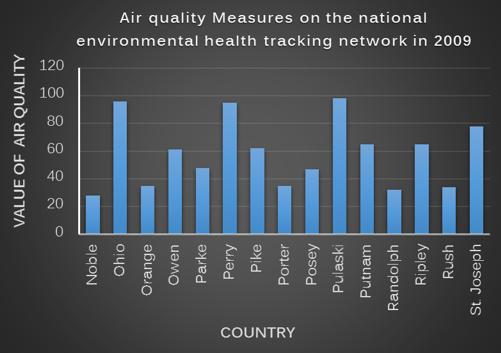 Air quality Measures on the national
environmental health tracking network in 2009
VALUE OF AIR QUALITY
120
100
80
60
40
20
0
Noble
Ohio
Orange
Owen
Parke
Perry
Pike
Porter
Posey
Pulaski
Putnam
Randolph
Ripley
Rush
St. Joseph
COUNTRY